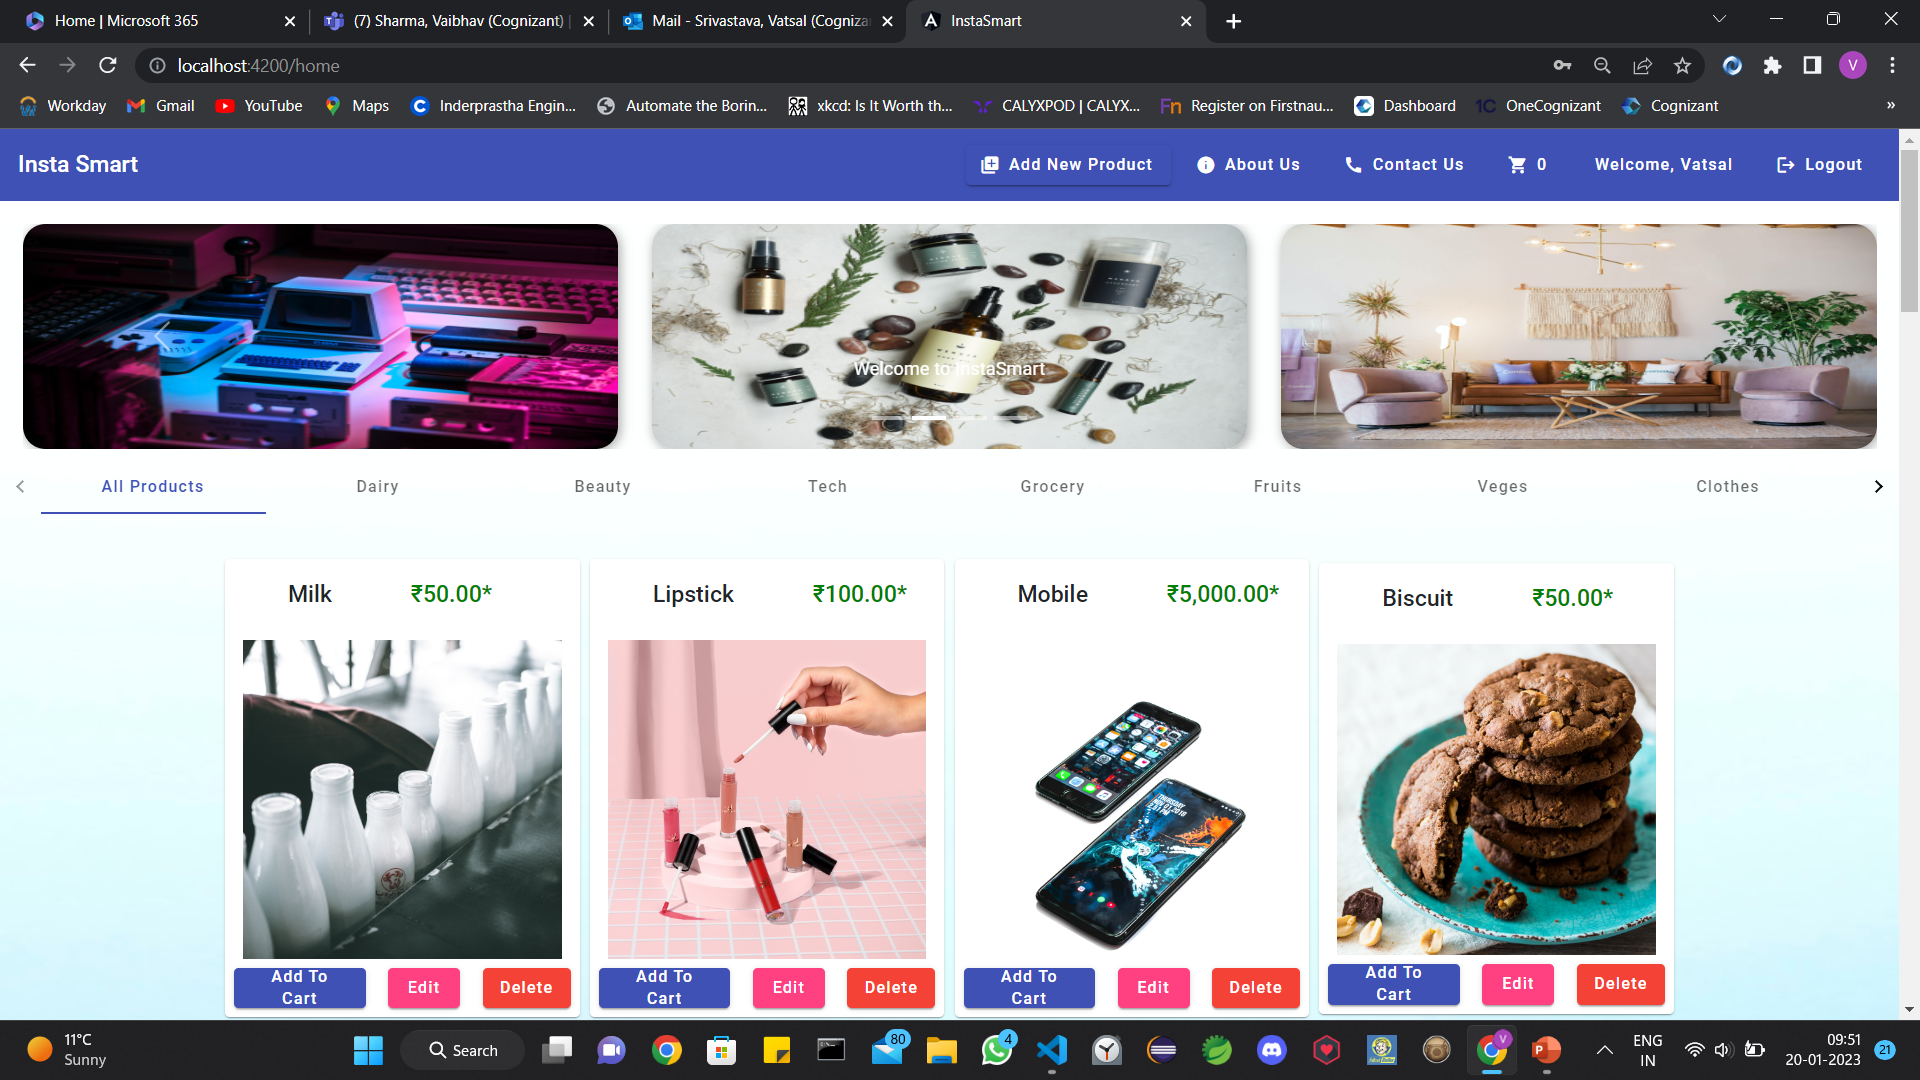 Home | Microsoft 365
(7) Sharma, Vaibhav (Cognizant) |
Mail - Srivastava, Vatsal (Cogniza
InstaSmart
localhost:4200/home
V
Workday
Gmail
YouTube
Maps
Inderprastha Engin...
Automate the Borin...
xkcd: Is It Worth th...
CALYXPOD | CALYX...
Fn
Register on Firstnau...
Dashboard
1C
OneCognizant
Cognizant
»
Insta Smart
Add New Product
About Us
Contact Us
0
Welcome, Vatsal
Logout
Welcome to InstaSmart
All Products
Dairy
Beauty
Tech
Grocery
Fruits
Veges
Clothes
Milk
₹50.00*
Lipstick
₹100.00*
Mobile
₹5,000.00*
Biscuit
₹50.00*
Add To
Cart
Edit
Delete
Add To
Cart
Edit
Delete
Add To
Cart
Edit
Delete
Add To
Cart
Edit
Delete
11°C
Sunny
Search
80
4
V
ENG
IN
09:51
20-01-2023
21